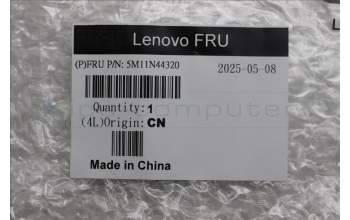 Lenovo FRU
(P)FRU P/N: 5M11N44320
2025-05-08
Quantity: 1
(4L)Origin: CN
Made in China